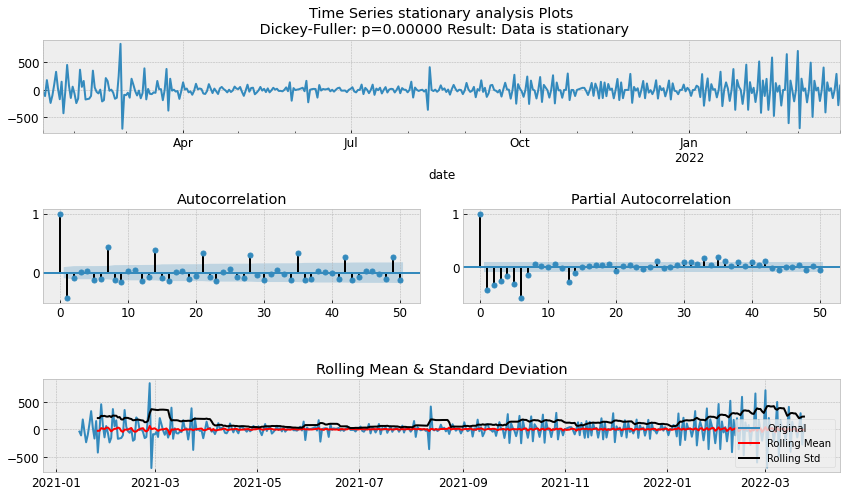 Time Series stationary analysis Plots
Dickey-Fuller: p=0.00000 Result: Data is stationary
500
0
−500
Apr
Jul
Oct
Jan
2022
date
Autocorrelation
Partial Autocorrelation
1
0
0
10
20
30
40
50
1
0
0
10
20
30
40
50
Rolling Mean & Standard Deviation
500
0
−500
Original
Rolling Mean
Rolling Std
2021-01
2021-03
2021-05
2021-07
2021-09
2021-11
2022-01
2022-03